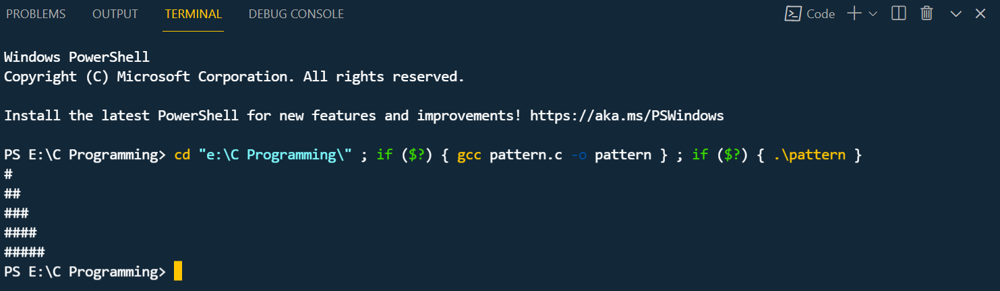 PROBLEMS OUTPUT TERMINAL DEBUG CONSOLE Code
Windows PowerShell
Copyright (C) Microsoft Corporation. All rights reserved.
Install the latest PowerShell for new features and improvements! https://aka.ms/PSWindows
PS E:\C Programming> cd "e:\C Programming\" ; if ($?) { gcc pattern.c -o pattern } ; if ($?) { .\pattern }
#
##
###
####
#####
PS E:\C Programming>